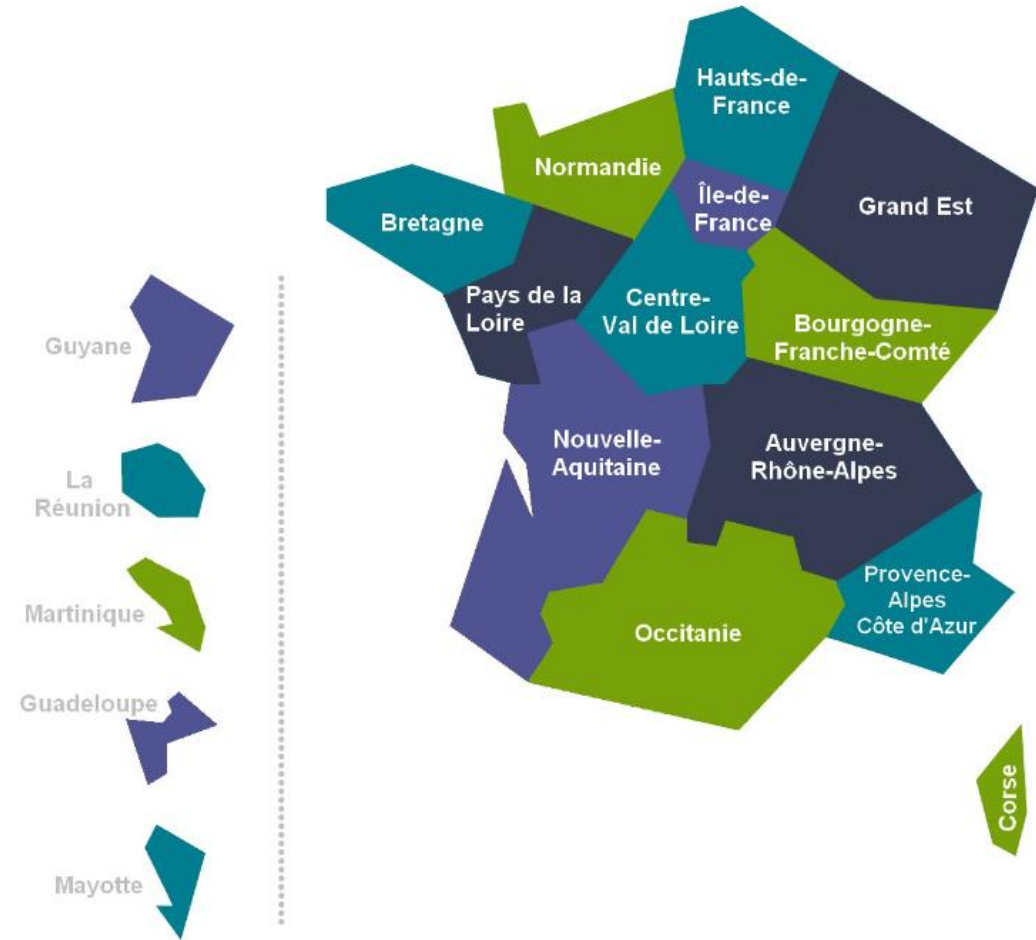 Hauts-de-
France
Normandie
Île-de-
France
Grand Est
Bretagne
Pays de la
Loire
Centre-
Val de Loire
Bourgogne-
Franche-Comté
Nouvelle-
Aquitaine
Auvergne-
Rhône-Alpes
Provence-
Alpes
Côte d'Azur
Occitanie
Corse
Guyane
La
Réunion
Martinique
Guadeloupe
Mayotte